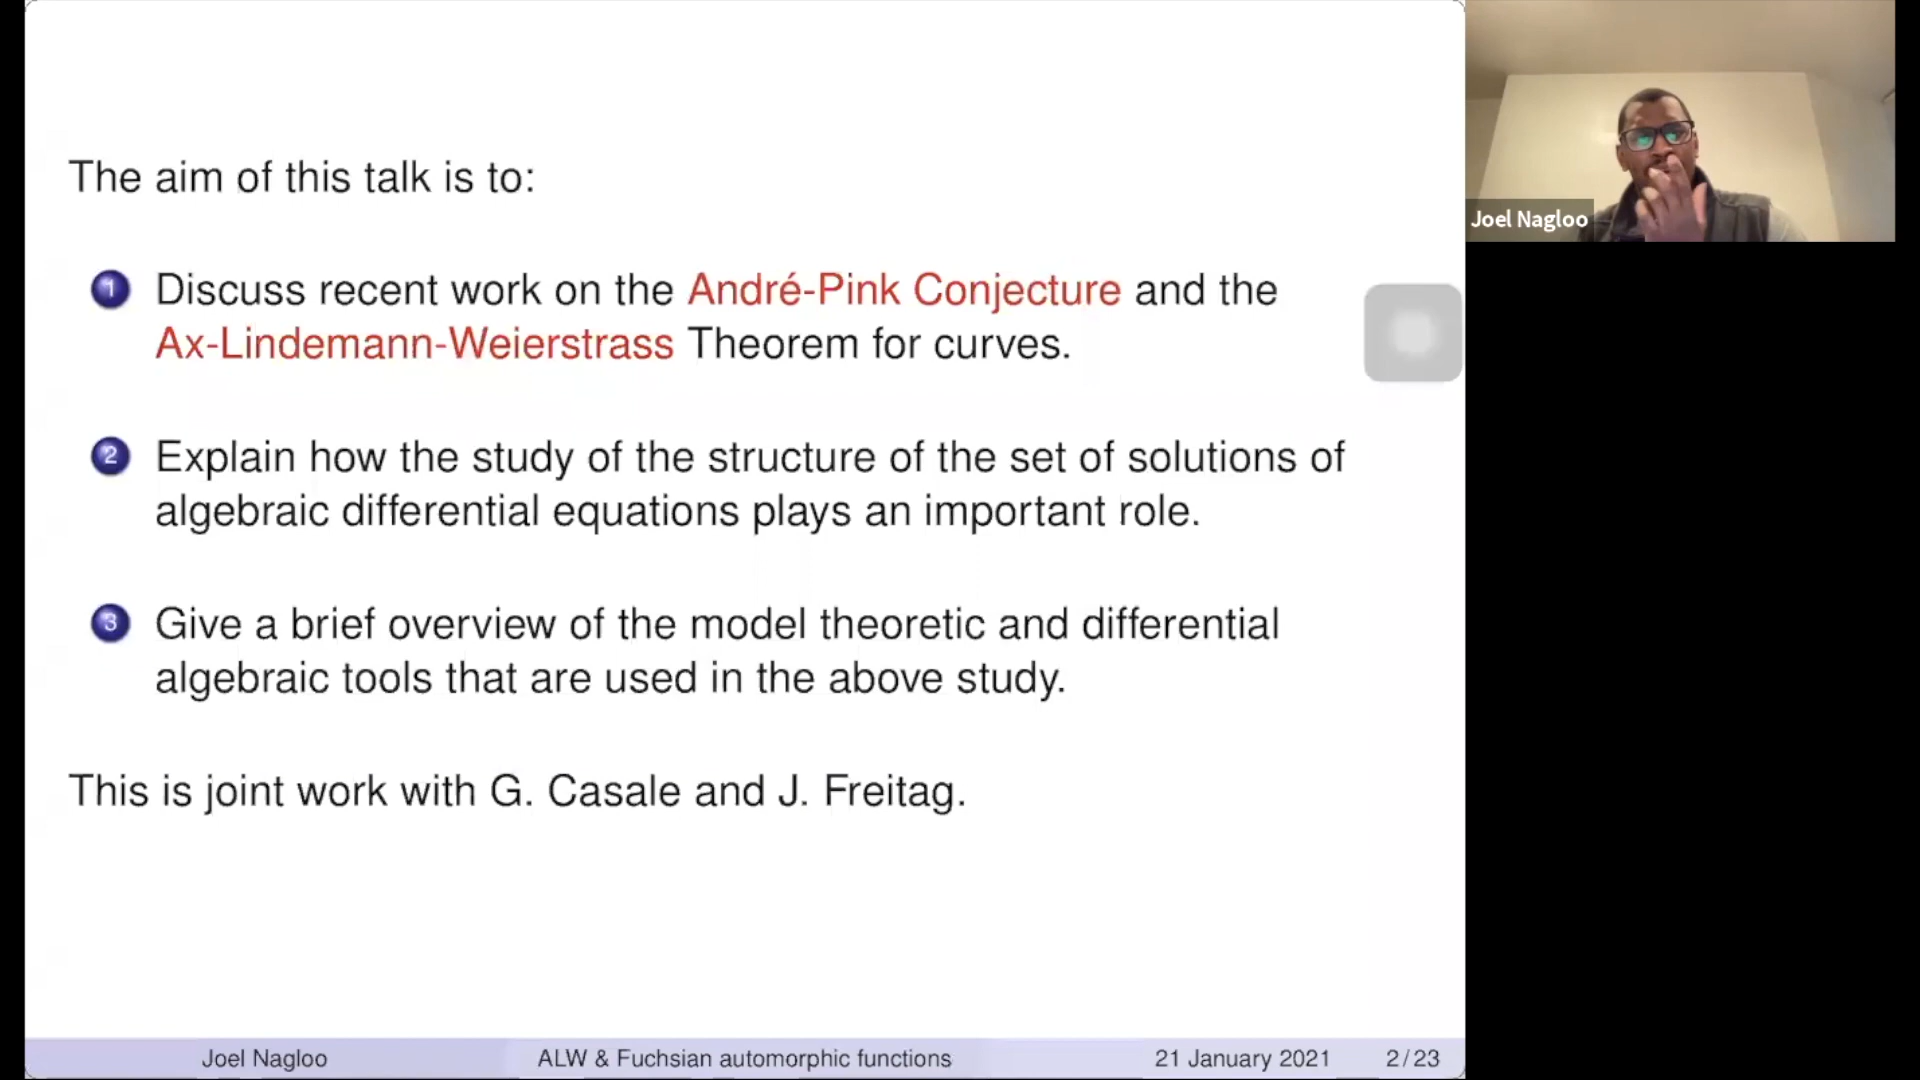 The aim of this talk is to:
1 Discuss recent work on the André-Pink Conjecture and the
Ax-Lindemann-Weierstrass Theorem for curves.
2 Explain how the study of the structure of the set of solutions of
algebraic differential equations plays an important role.
3 Give a brief overview of the model theoretic and differential
algebraic tools that are used in the above study.
This is joint work with G. Casale and J. Freitag.
Joel Nagloo ALW & Fuchsian automorphic functions 21 January 2021 2/23
Joel Nagloo